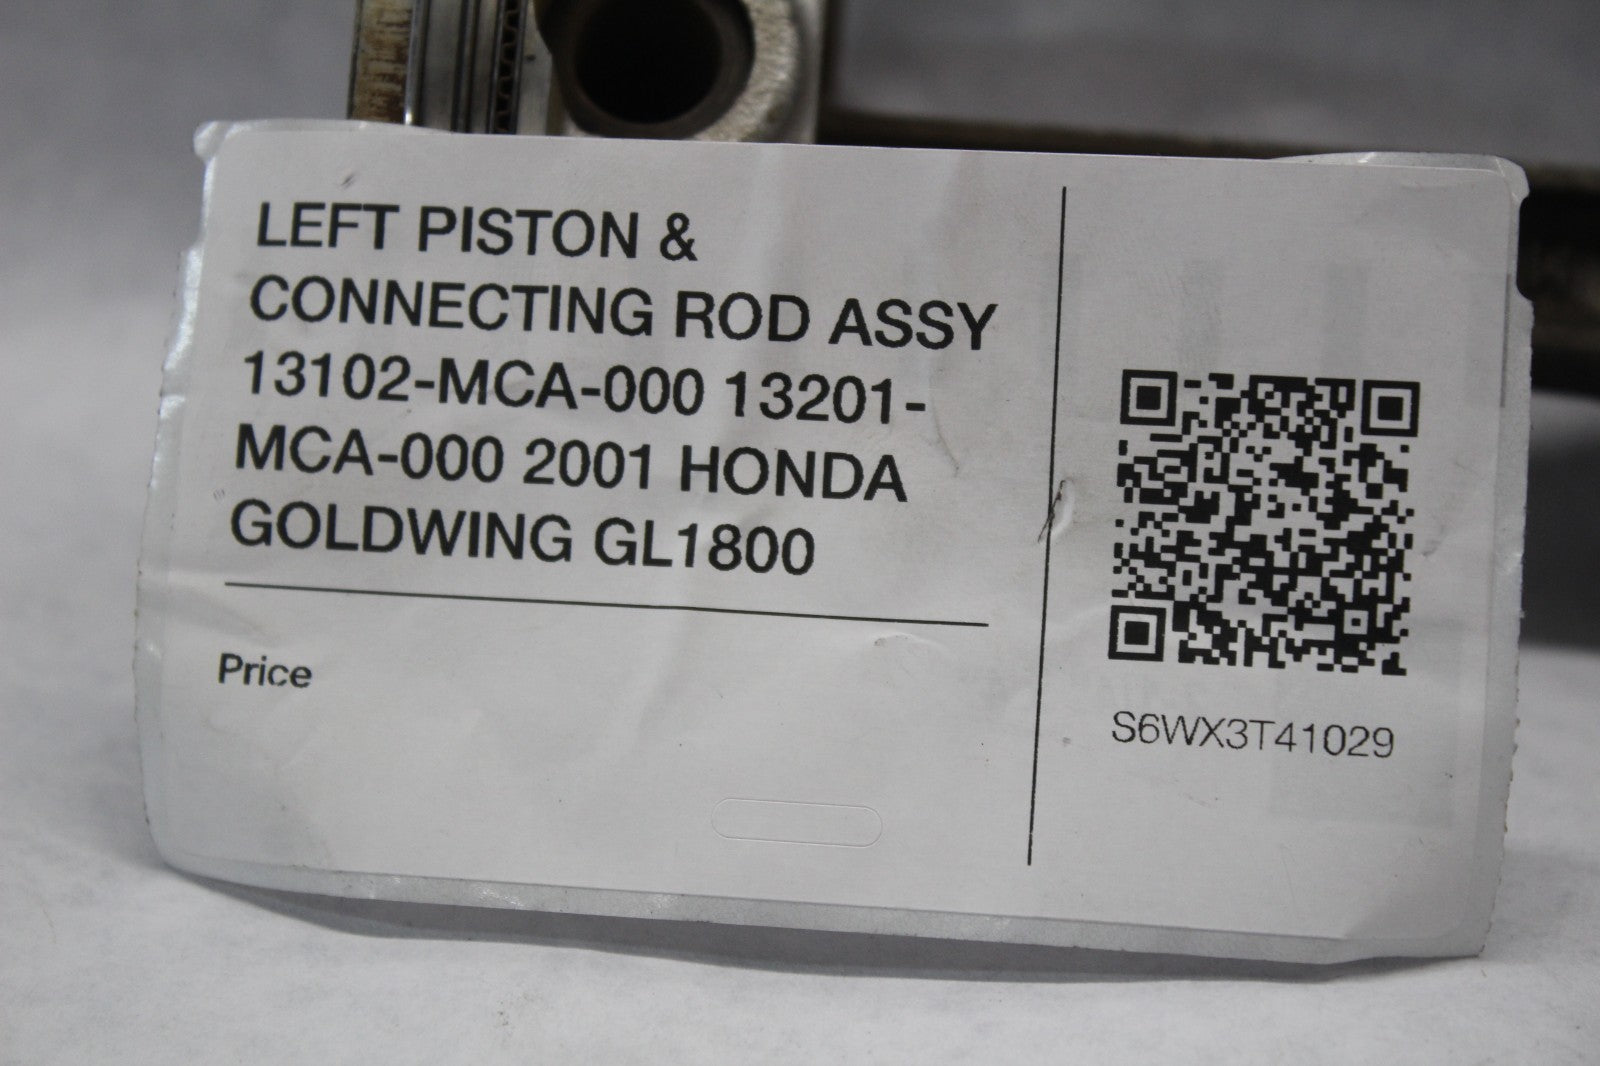 LEFT PISTON &
CONNECTING ROD ASSY
13102-MCA-000 13201-
MCA-000 2001 HONDA
GOLDWING GL1800
Price
S6WX3T41029